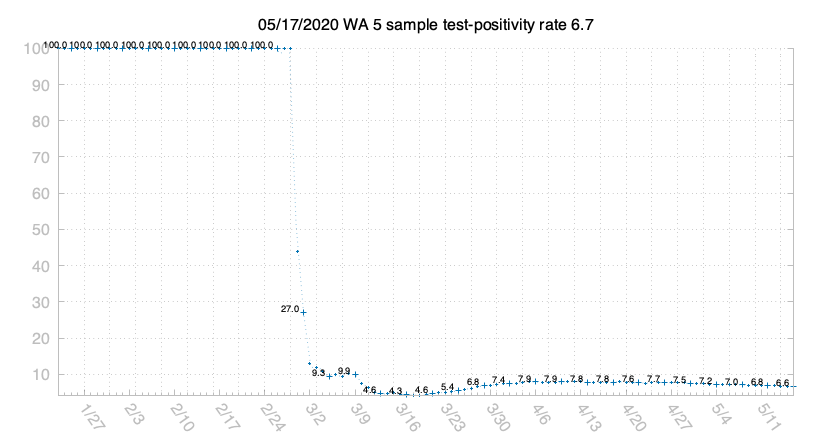 05/17/2020 WA 5 sample test-positivity rate 6.7
100
100.0 100.0 100.0 100.0 100.0 100.0 100.0 100.0 100.0
90
80
70
60
50
40
30
27.0
20
10
9.3 9.9 4.6 4.3 4.6 5.4 6.8 7.4 7.9 7.9 7.8 7.8 7.6 7.7 7.5 7.2 7.0 6.8 6.6
1/27 2/3 2/10 2/17 2/24 3/2 3/9 3/16 3/23 3/30 4/6 4/13 4/20 4/27 5/4 5/11